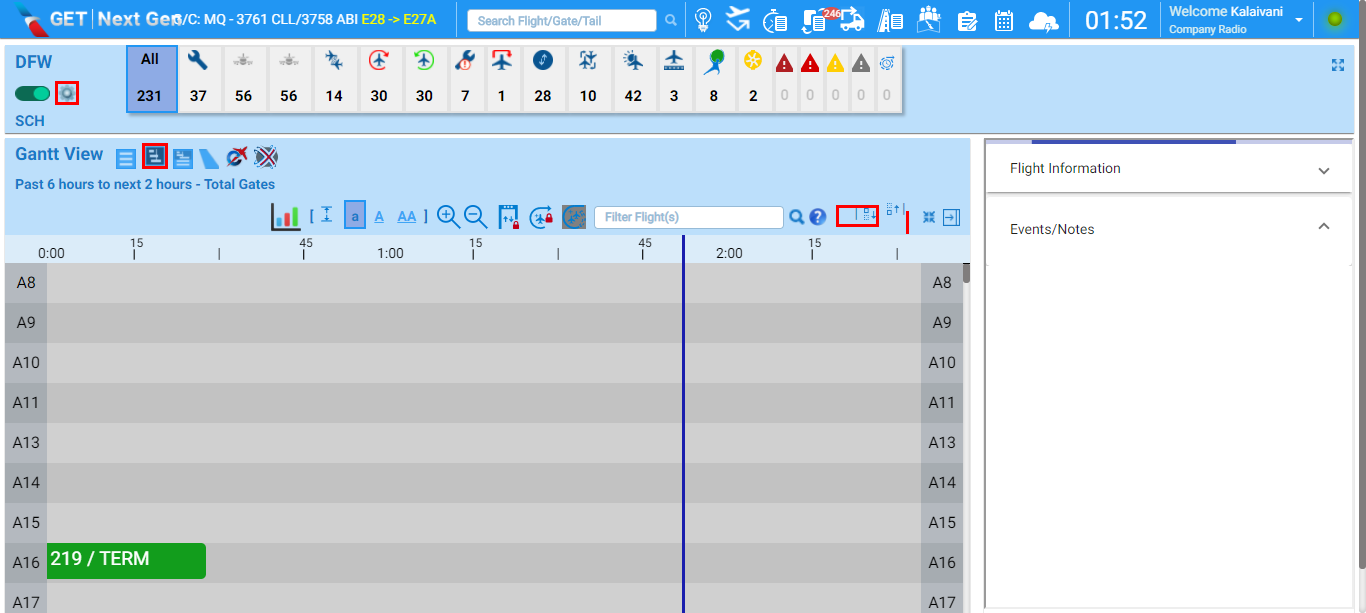 GET | Next Gen G/C: MQ - 3761 CLL/3758 ABI E28 -> E27A
Search Flight/Gate/Tail
246
01:52
Welcome Kalaivani
Company Radio
DFW
SCH
All
231 37 56 56 14 30 30 7 1 28 10 42 3 8 2 0 0 0 0 0
Gantt View
Past 6 hours to next 2 hours - Total Gates
[ a A AA ]
Filter Flight(s)
0:00 15 45 1:00 15 45 2:00 15
A8 A8
A9 A9
A10 A10
A11 A11
A13 A13
A14 A14
A15 A15
A16 219 / TERM A16
A17 A17
Flight Information
Events/Notes